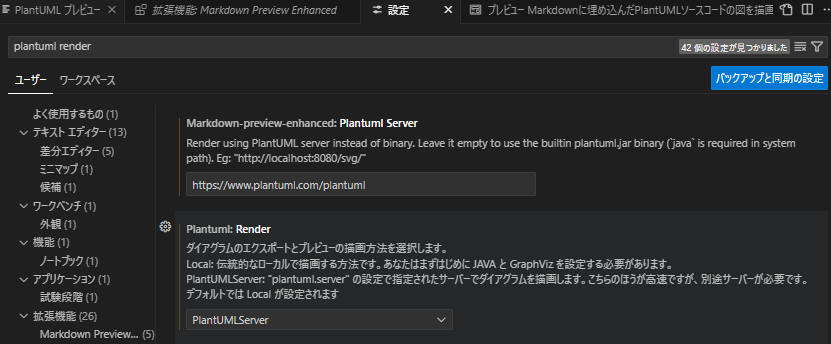 PlantUML プレビュー
拡張機能: Markdown Preview Enhanced
設定
プレビュー Markdownに埋め込んだPlantUMLソースコードの図を描画
plantuml render
42 個の設定が見つかりました
ユーザー ワークスペース
バックアップと同期の設定
よく使用するもの (1)
テキスト エディター (13)
差分エディター (5)
ミニマップ (1)
候補 (1)
ワークベンチ (1)
外観 (1)
機能 (1)
ノートブック (1)
アプリケーション (1)
試験段階 (1)
拡張機能 (26)
Markdown Preview... (5)
Markdown-preview-enhanced: Plantuml Server
Render using PlantUML server instead of binary. Leave it empty to use the builtin plantuml.jar binary (`java` is required in system
path). Eg: "http://localhost:8080/svg/"
https://www.plantuml.com/plantuml
Plantuml: Render
ダイアグラムのエクスポートとプレビューの描画方法を選択します。
Local: 伝統的なローカルで描画する方法です。あなたはまずはじめに JAVA と GraphViz を設定する必要があります。
PlantUMLServer: "plantuml.server" の設定で指定されたサーバーでダイアグラムを描画します。こちらのほうが高速ですが、別途サーバーが必要です。
デフォルトでは Local が設定されます
PlantUMLServer